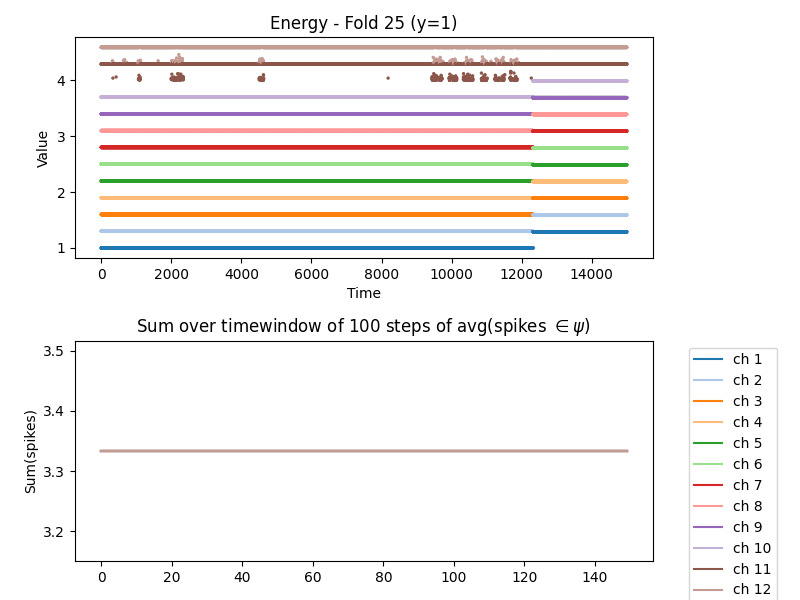 Energy - Fold 25 (y=1)
Value
4
3
2
1
0 2000 4000 6000 8000 10000 12000 14000
Time
Sum over timewindow of 100 steps of avg(spikes ∈ ψ)
Sum(spikes)
3.5
3.4
3.3
3.2
0 20 40 60 80 100 120 140
ch 1
ch 2
ch 3
ch 4
ch 5
ch 6
ch 7
ch 8
ch 9
ch 10
ch 11
ch 12